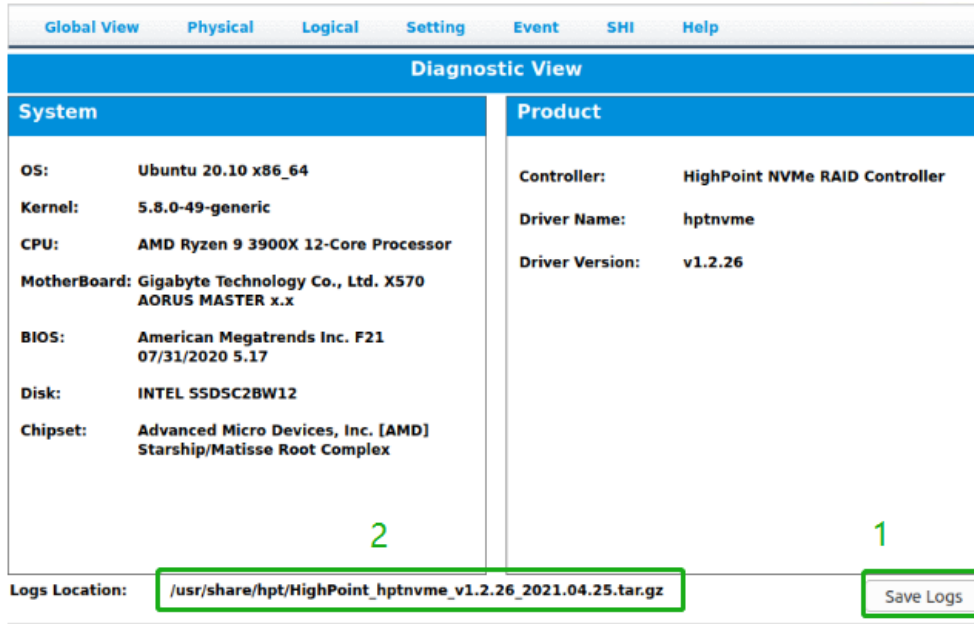 Global View Physical Logical Setting Event SHI Help
Diagnostic View
System
OS: Ubuntu 20.10 x86_64
Kernel: 5.8.0-49-generic
CPU: AMD Ryzen 9 3900X 12-Core Processor
MotherBoard: Gigabyte Technology Co., Ltd. X570
AORUS MASTER x.x
BIOS: American Megatrends Inc. F21
07/31/2020 5.17
Disk: INTEL SSDSC2BW12
Chipset: Advanced Micro Devices, Inc. [AMD]
Starship/Matisse Root Complex
Product
Controller: HighPoint NVMe RAID Controller
Driver Name: hptnvme
Driver Version: v1.2.26
2
1
Logs Location: /usr/share/hpt/HighPoint_hptnvme_v1.2.26_2021.04.25.tar.gz
Save Logs